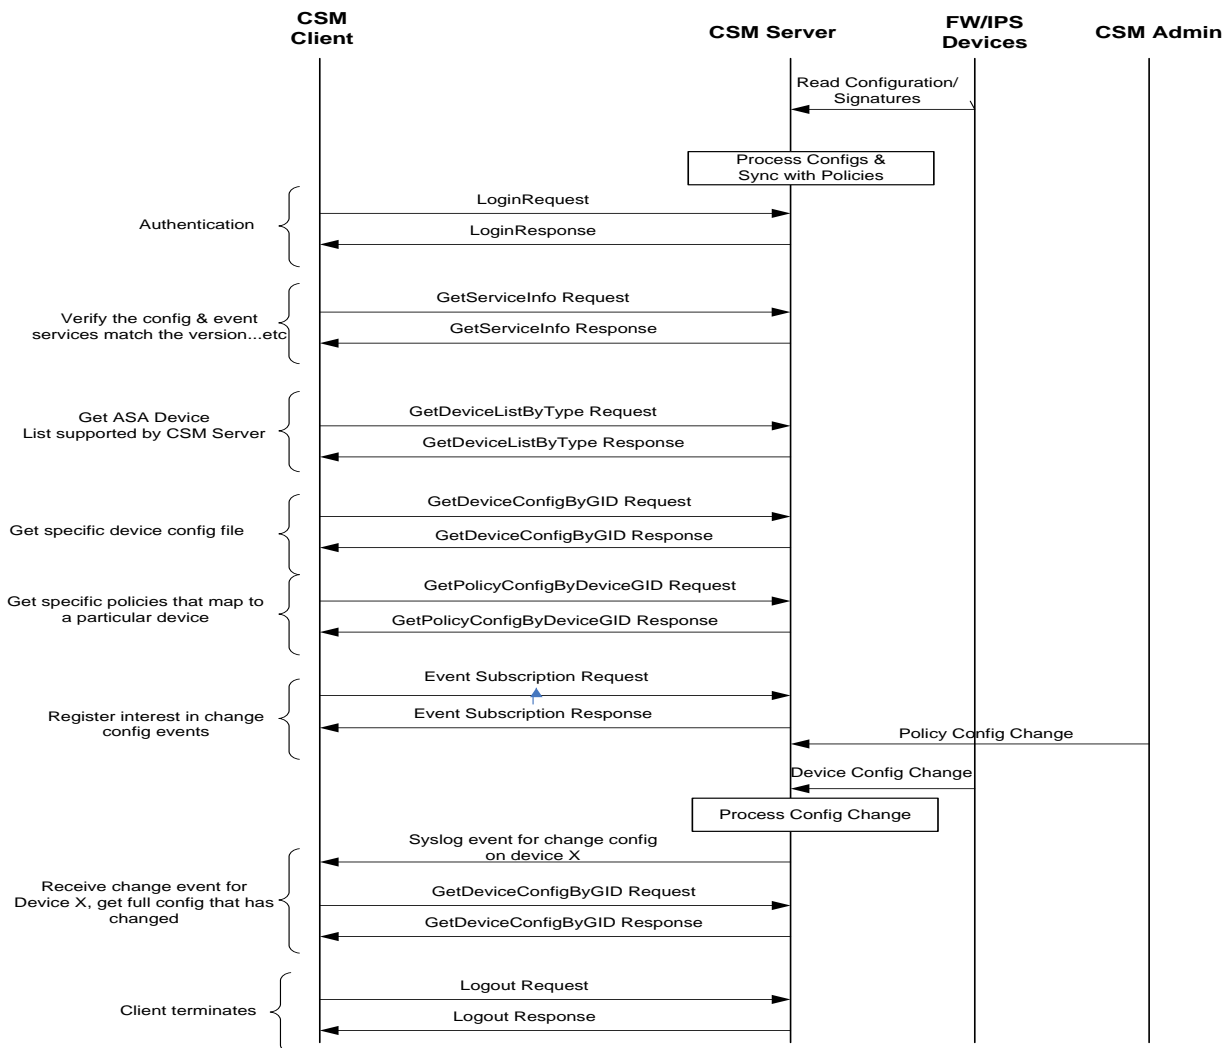 CSM
Client
CSM Server
FW/IPS
Devices
CSM Admin
Read Configuration/
Signatures
Process Configs &
Sync with Policies
LoginRequest
Authentication
LoginResponse
GetServiceInfo Request
Verify the config & event
services match the version...etc
GetServiceInfo Response
Get ASA Device
List supported by CSM Server
GetDeviceListByType Request
GetDeviceListByType Response
GetDeviceConfigByGID Request
Get specific device config file
GetDeviceConfigByGID Response
GetPolicyConfigByDeviceGID Request
Get specific policies that map to
a particular device
GetPolicyConfigByDeviceGID Response
Event Subscription Request
Register interest in change
config events
Event Subscription Response
Policy Config Change
Device Config Change
Process Config Change
Syslog event for change config
on device X
Receive change event for
Device X, get full config that has
changed
GetDeviceConfigByGID Request
GetDeviceConfigByGID Response
Logout Request
Client terminates
Logout Response